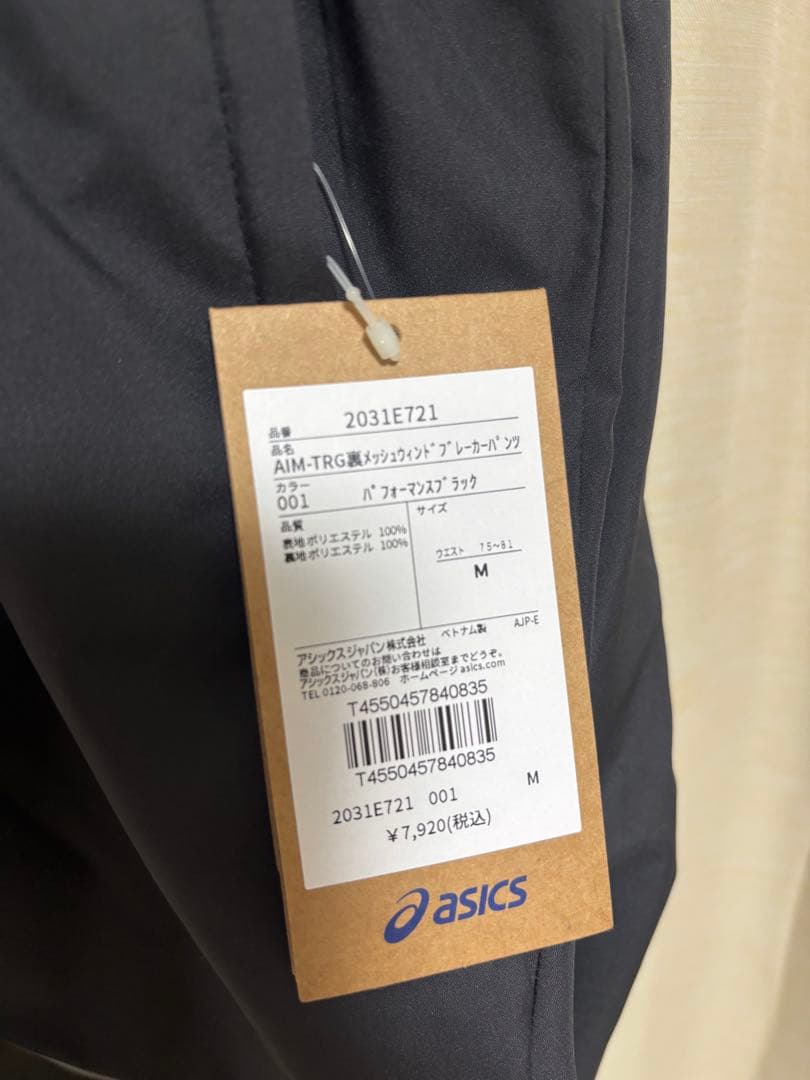 品番 2031E721
品名
AIM-TRG裏メッシュウィンドブレーカーパンツ
カラー
001 パフォーマンスブラック
品質
表地ポリエステル 100%
裏地ポリエステル 100%
サイズ
ウエスト 75~81
M
アシックスジャパン株式会社 ベトナム製 AJP-E
商品についてのお問い合わせは
アシックスジャパン(株)お客様相談室までどうぞ。
TEL 0120-068-806 ホームページasics.com
T4550457840835
T4550457840835
2031E721 001 M
¥7,920(税込)
asics